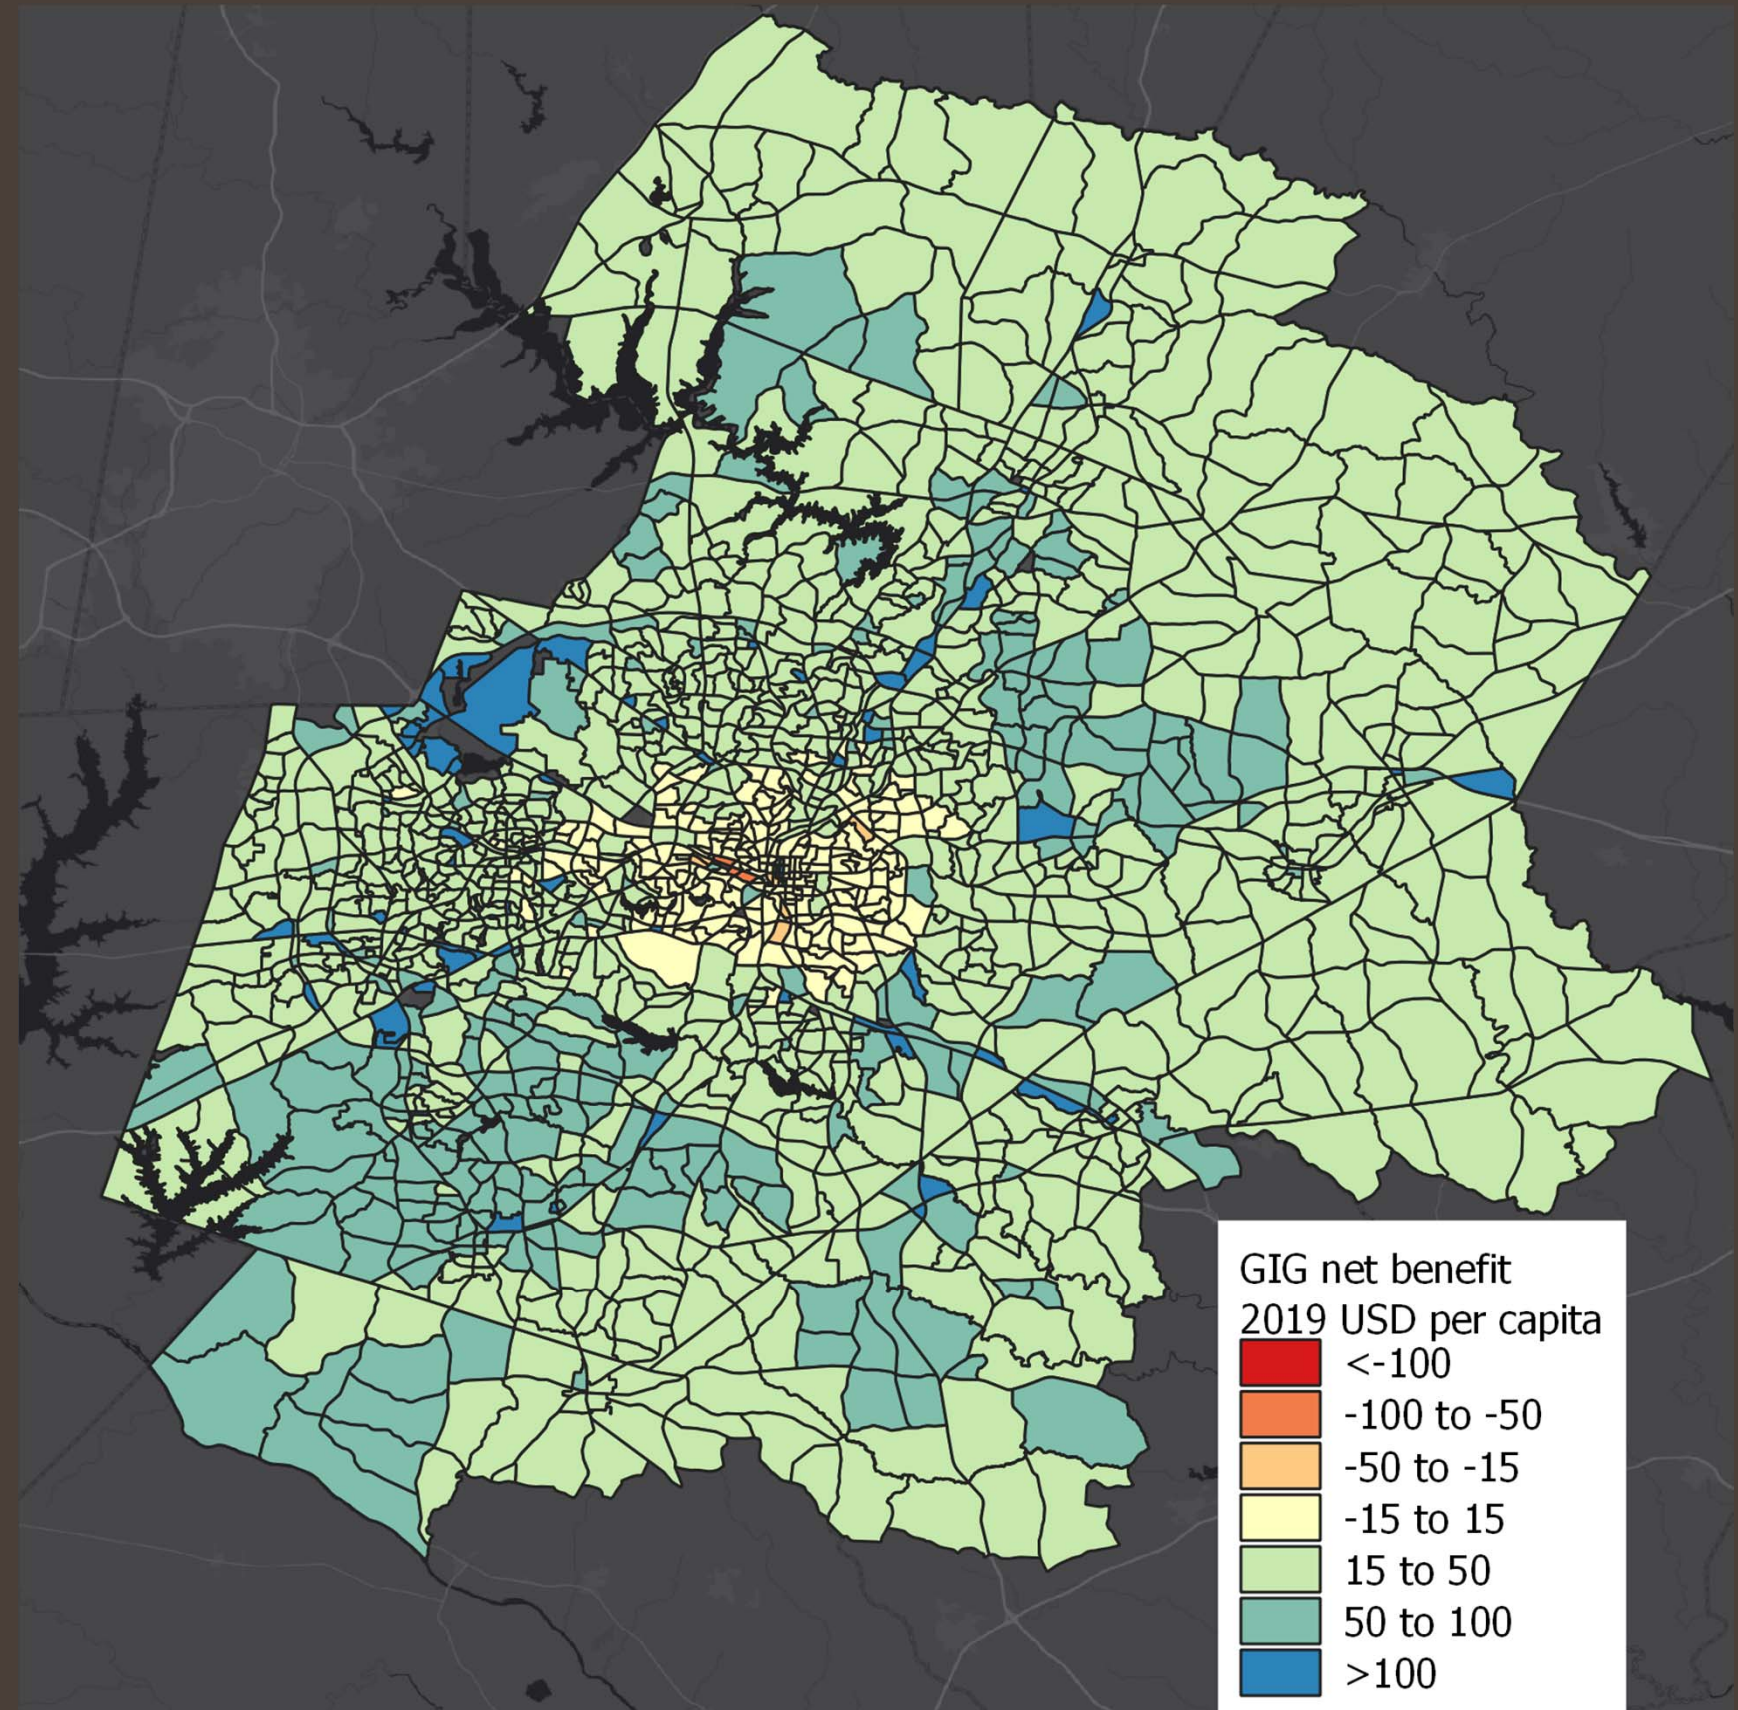 GIG net benefit
2019 USD per capita
<-100
-100 to -50
-50 to -15
-15 to 15
15 to 50
50 to 100
>100